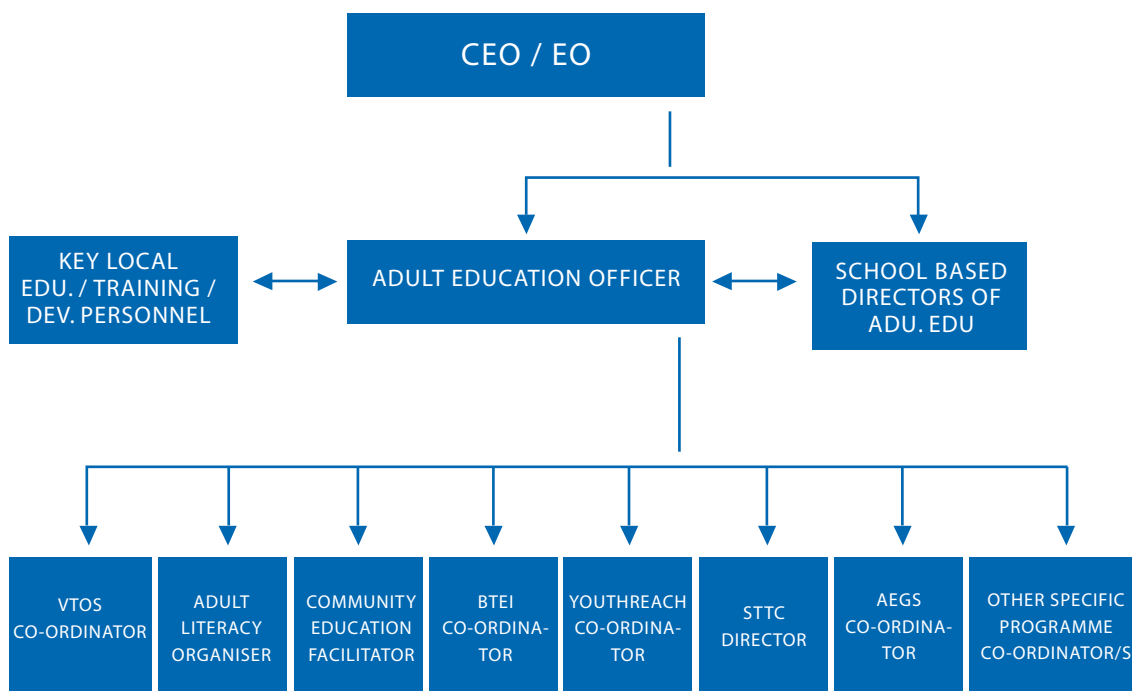 CEO / EO
KEY LOCAL
EDU. / TRAINING /
DEV. PERSONNEL
ADULT EDUCATION OFFICER
SCHOOL BASED
DIRECTORS OF
ADU. EDU
VTOS
CO-ORDINATOR
ADULT
LITERACY
ORGANISER
COMMUNITY
EDUCATION
FACILITATOR
BTEI
CO-ORDINA-
TOR
YOUTHREACH
CO-ORDINA-
TOR
STTC
DIRECTOR
AEGS
CO-ORDINA-
TOR
OTHER SPECIFIC
PROGRAMME
CO-ORDINATOR/S